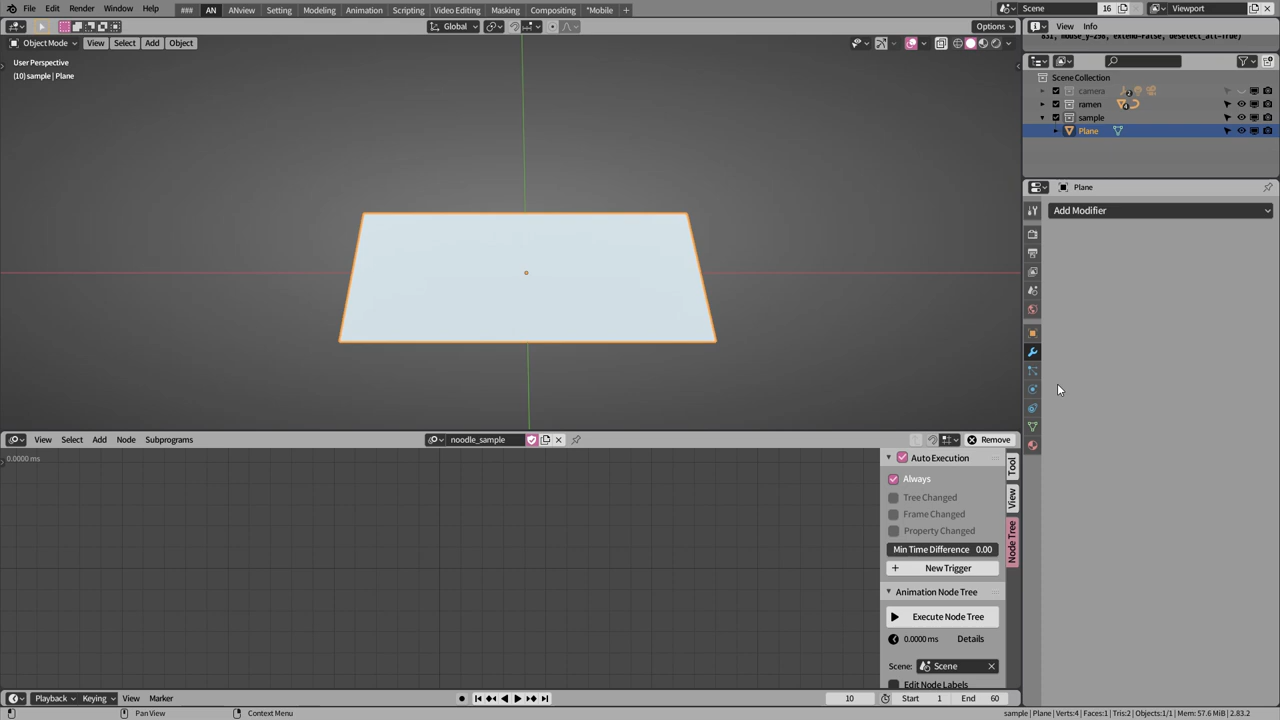 File Edit Render Window Help ### AN ANview Setting Modeling Animation Scripting Video Editing Masking Compositing *Mobile + Scene 16 Viewport
Global Options View Info
Object Mode View Select Add Object
User Perspective
(10) sample | Plane
Scene Collection
camera 2
ramen 4
sample
Plane
Plane
Add Modifier
View Select Add Node Subprograms noodle_sample Remove
0.0000 ms
Auto Execution
Always
Tree Changed
Frame Changed
Property Changed
Min Time Difference 0.00
+ New Trigger
Animation Node Tree
Execute Node Tree
0.0000 ms Details
Scene: Scene
Edit Node Labels
Tool
View
Node Tree
Playback Keying View Marker 10 Start 1 End 60
Pan View Context Menu sample | Plane | Verts:4 | Faces:1 | Tris:2 | Objects:1/1 | Mem: 57.6 MiB | 2.83.2